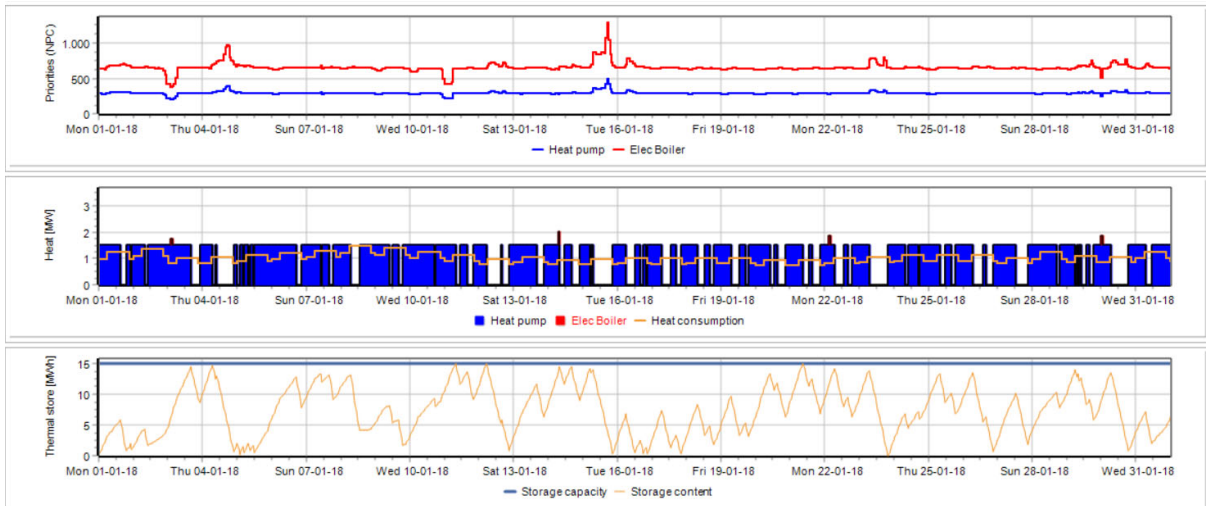 Priorities (NPC)
1.000
500
0
Mon 01-01-18 Thu 04-01-18 Sun 07-01-18 Wed 10-01-18 Sat 13-01-18 Tue 16-01-18 Fri 19-01-18 Mon 22-01-18 Thu 25-01-18 Sun 28-01-18 Wed 31-01-18
Heat pump Elec Boiler
Heat [MW]
3
2
1
0
Mon 01-01-18 Thu 04-01-18 Sun 07-01-18 Wed 10-01-18 Sat 13-01-18 Tue 16-01-18 Fri 19-01-18 Mon 22-01-18 Thu 25-01-18 Sun 28-01-18 Wed 31-01-18
Heat pump Elec Boiler Heat consumption
Thermal store [MWh]
15
10
5
0
Mon 01-01-18 Thu 04-01-18 Sun 07-01-18 Wed 10-01-18 Sat 13-01-18 Tue 16-01-18 Fri 19-01-18 Mon 22-01-18 Thu 25-01-18 Sun 28-01-18 Wed 31-01-18
Storage capacity Storage content